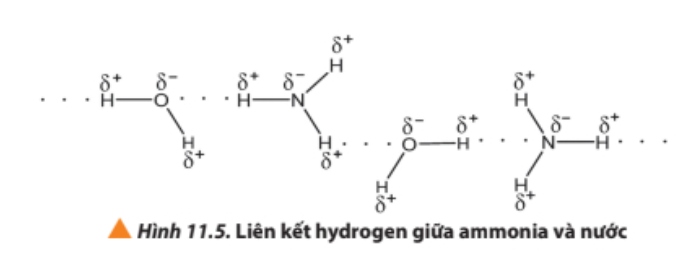 δ+
H
δ+ δ– δ+ δ– δ+
· · · H—O · · · H—N H
δ– δ+ δ– δ+
H H · · · O—H · · · N—H · · ·
δ+ δ+
H H
δ+ δ+
Hình 11.5. Liên kết hydrogen giữa ammonia và nước